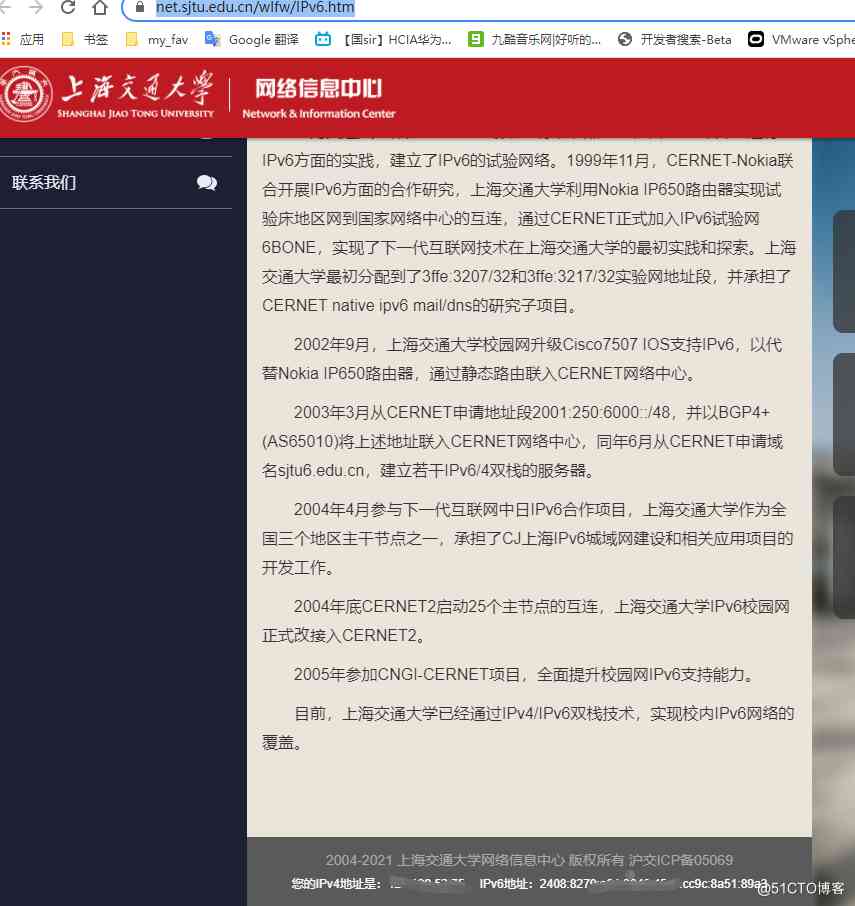 net.sjtu.edu.cn/wlfw/IPv6.htm
应用
书签
my_fav
Google 翻译
【国sir】HCIA华为...
九酷音乐网|好听的...
开发者搜索-Beta
VMware vSphe
上海交通大学
SHANGHAI JIAO TONG UNIVERSITY
网络信息中心
Network & Information Center
联系我们
IPv6方面的实践，建立了IPv6的试验网络。1999年11月，CERNET-Nokia联
合开展IPv6方面的合作研究，上海交通大学利用Nokia IP650路由器实现试
验床地区网到国家网络中心的互连，通过CERNET正式加入IPv6试验网
6BONE，实现了下一代互联网技术在上海交通大学的最初实践和探索。上海
交通大学最初分配到了3ffe:3207/32和3ffe:3217/32实验网地址段，并承担了
CERNET native ipv6 mail/dns的研究子项目。
2002年9月，上海交通大学校园网升级Cisco7507 IOS支持IPv6，以代
替Nokia IP650路由器，通过静态路由联入CERNET网络中心。
2003年3月从CERNET申请地址段2001:250:6000::/48，并以BGP4+
(AS65010)将上述地址联入CERNET网络中心，同年6月从CERNET申请域
名sjtu6.edu.cn，建立若干IPv6/4双栈的服务器。
2004年4月参与下一代互联网中日IPv6合作项目，上海交通大学作为全
国三个地区主干节点之一，承担了CJ上海IPv6城域网建设和相关应用项目的
开发工作。
2004年底CERNET2启动25个主节点的互连，上海交通大学IPv6校园网
正式改接入CERNET2。
2005年参加CNGI-CERNET项目，全面提升校园网IPv6支持能力。
目前，上海交通大学已经通过IPv4/IPv6双栈技术，实现校内IPv6网络的
覆盖。
2004-2021 上海交通大学网络信息中心 版权所有 沪交ICP备05069
您的IPv4地址是： IPv6地址：2408:8270: :cc9c:8a51:89a3
@51CTO博客